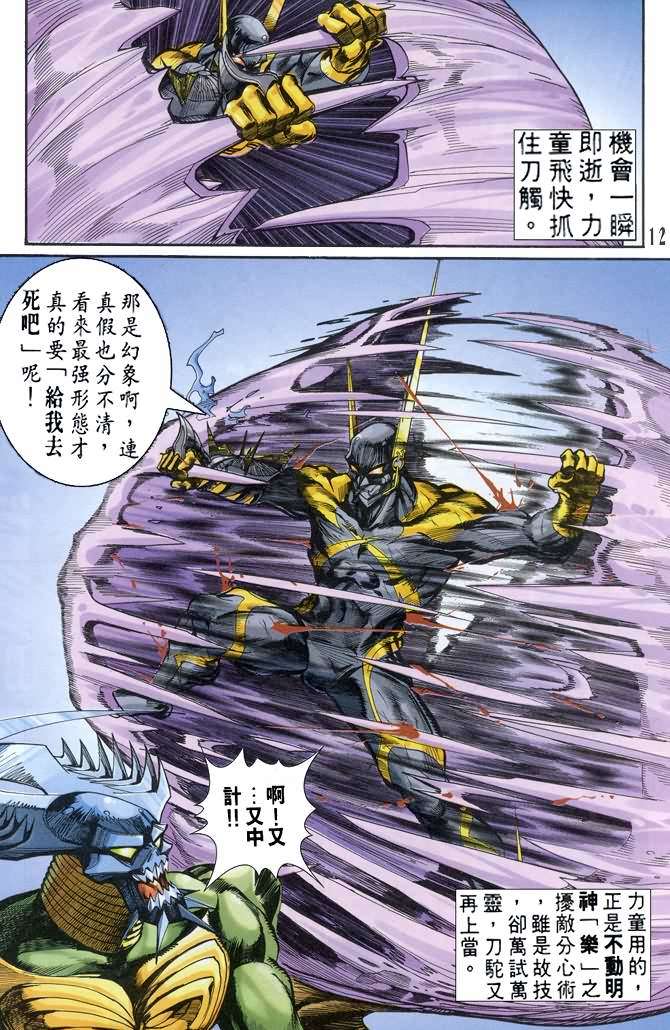 機會一瞬
即逝，力
童飛快抓
住刀觸。
12
那是幻象啊，連
真假也分不清，
看來最强形態才
真的要「給我去
死吧」呢！
啊！又
…又中
計!!
力童用的，
正是不動明
神「樂」之
擾敵分心術
，雖是故技
，卻萬試萬
靈，刀駝又
再上當。